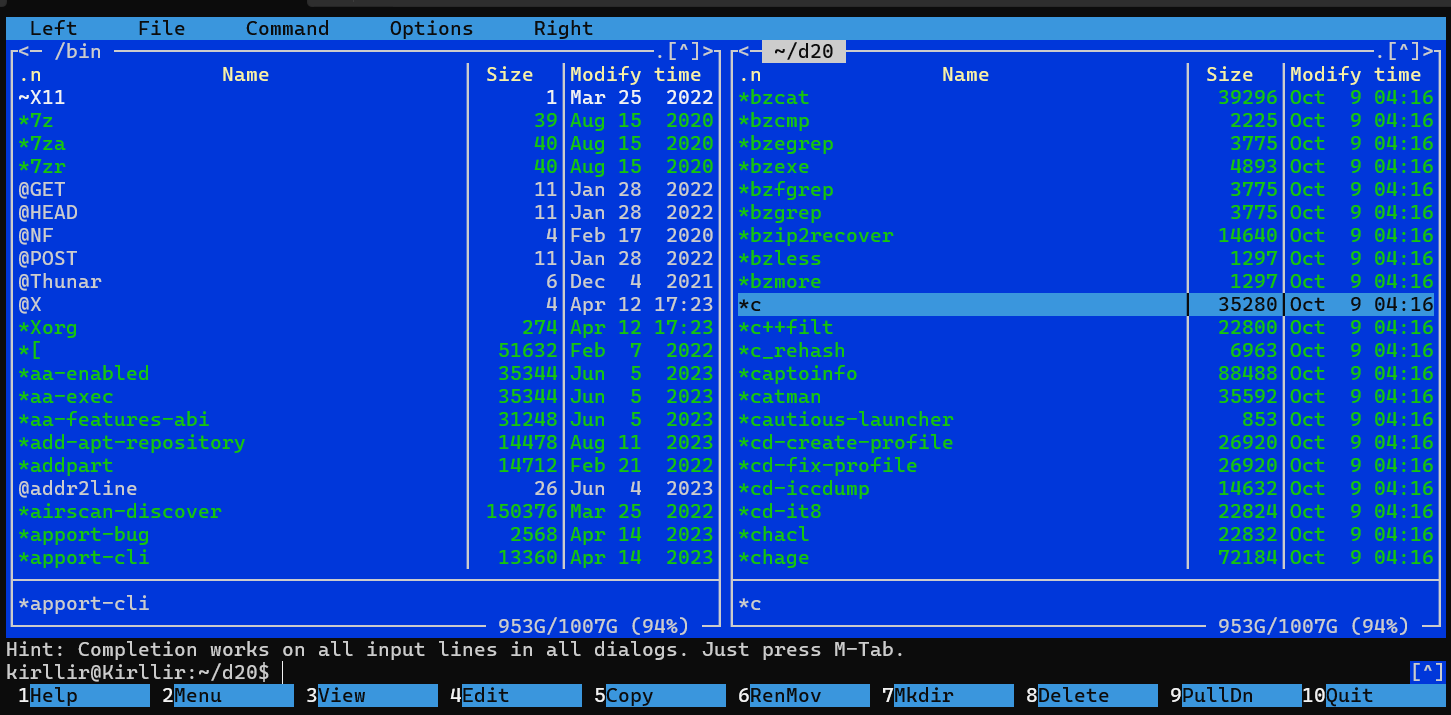 Left File Command Options Right
<─ /bin .[^]> <─ ~/d20 .[^]>
.n Name Size Modify time .n Name Size Modify time
~X11 1 Mar 25 2022 *bzcat 39296 Oct 9 04:16
*7z 39 Aug 15 2020 *bzcmp 2225 Oct 9 04:16
*7za 40 Aug 15 2020 *bzegrep 3775 Oct 9 04:16
*7zr 40 Aug 15 2020 *bzexe 4893 Oct 9 04:16
@GET 11 Jan 28 2022 *bzfgrep 3775 Oct 9 04:16
@HEAD 11 Jan 28 2022 *bzgrep 3775 Oct 9 04:16
@NF 4 Feb 17 2020 *bzip2recover 14640 Oct 9 04:16
@POST 11 Jan 28 2022 *bzless 1297 Oct 9 04:16
@Thunar 6 Dec 4 2021 *bzmore 1297 Oct 9 04:16
@X 4 Apr 12 17:23 *c 35280 Oct 9 04:16
*Xorg 274 Apr 12 17:23 *c++filt 22800 Oct 9 04:16
*[ 51632 Feb 7 2022 *c_rehash 6963 Oct 9 04:16
*aa-enabled 35344 Jun 5 2023 *captoinfo 88488 Oct 9 04:16
*aa-exec 35344 Jun 5 2023 *catman 35592 Oct 9 04:16
*aa-features-abi 31248 Jun 5 2023 *cautious-launcher 853 Oct 9 04:16
*add-apt-repository 14478 Aug 11 2023 *cd-create-profile 26920 Oct 9 04:16
*addpart 14712 Feb 21 2022 *cd-fix-profile 26920 Oct 9 04:16
@addr2line 26 Jun 4 2023 *cd-iccdump 14632 Oct 9 04:16
*airscan-discover 150376 Mar 25 2022 *cd-it8 22824 Oct 9 04:16
*apport-bug 2568 Apr 14 2023 *chacl 22832 Oct 9 04:16
*apport-cli 13360 Apr 14 2023 *chage 72184 Oct 9 04:16
*apport-cli *c
953G/1007G (94%) 953G/1007G (94%)
Hint: Completion works on all input lines in all dialogs. Just press M-Tab.
kirllir@Kirllir:~/d20$ [^]
1Help 2Menu 3View 4Edit 5Copy 6RenMov 7Mkdir 8Delete 9PullDn 10Quit